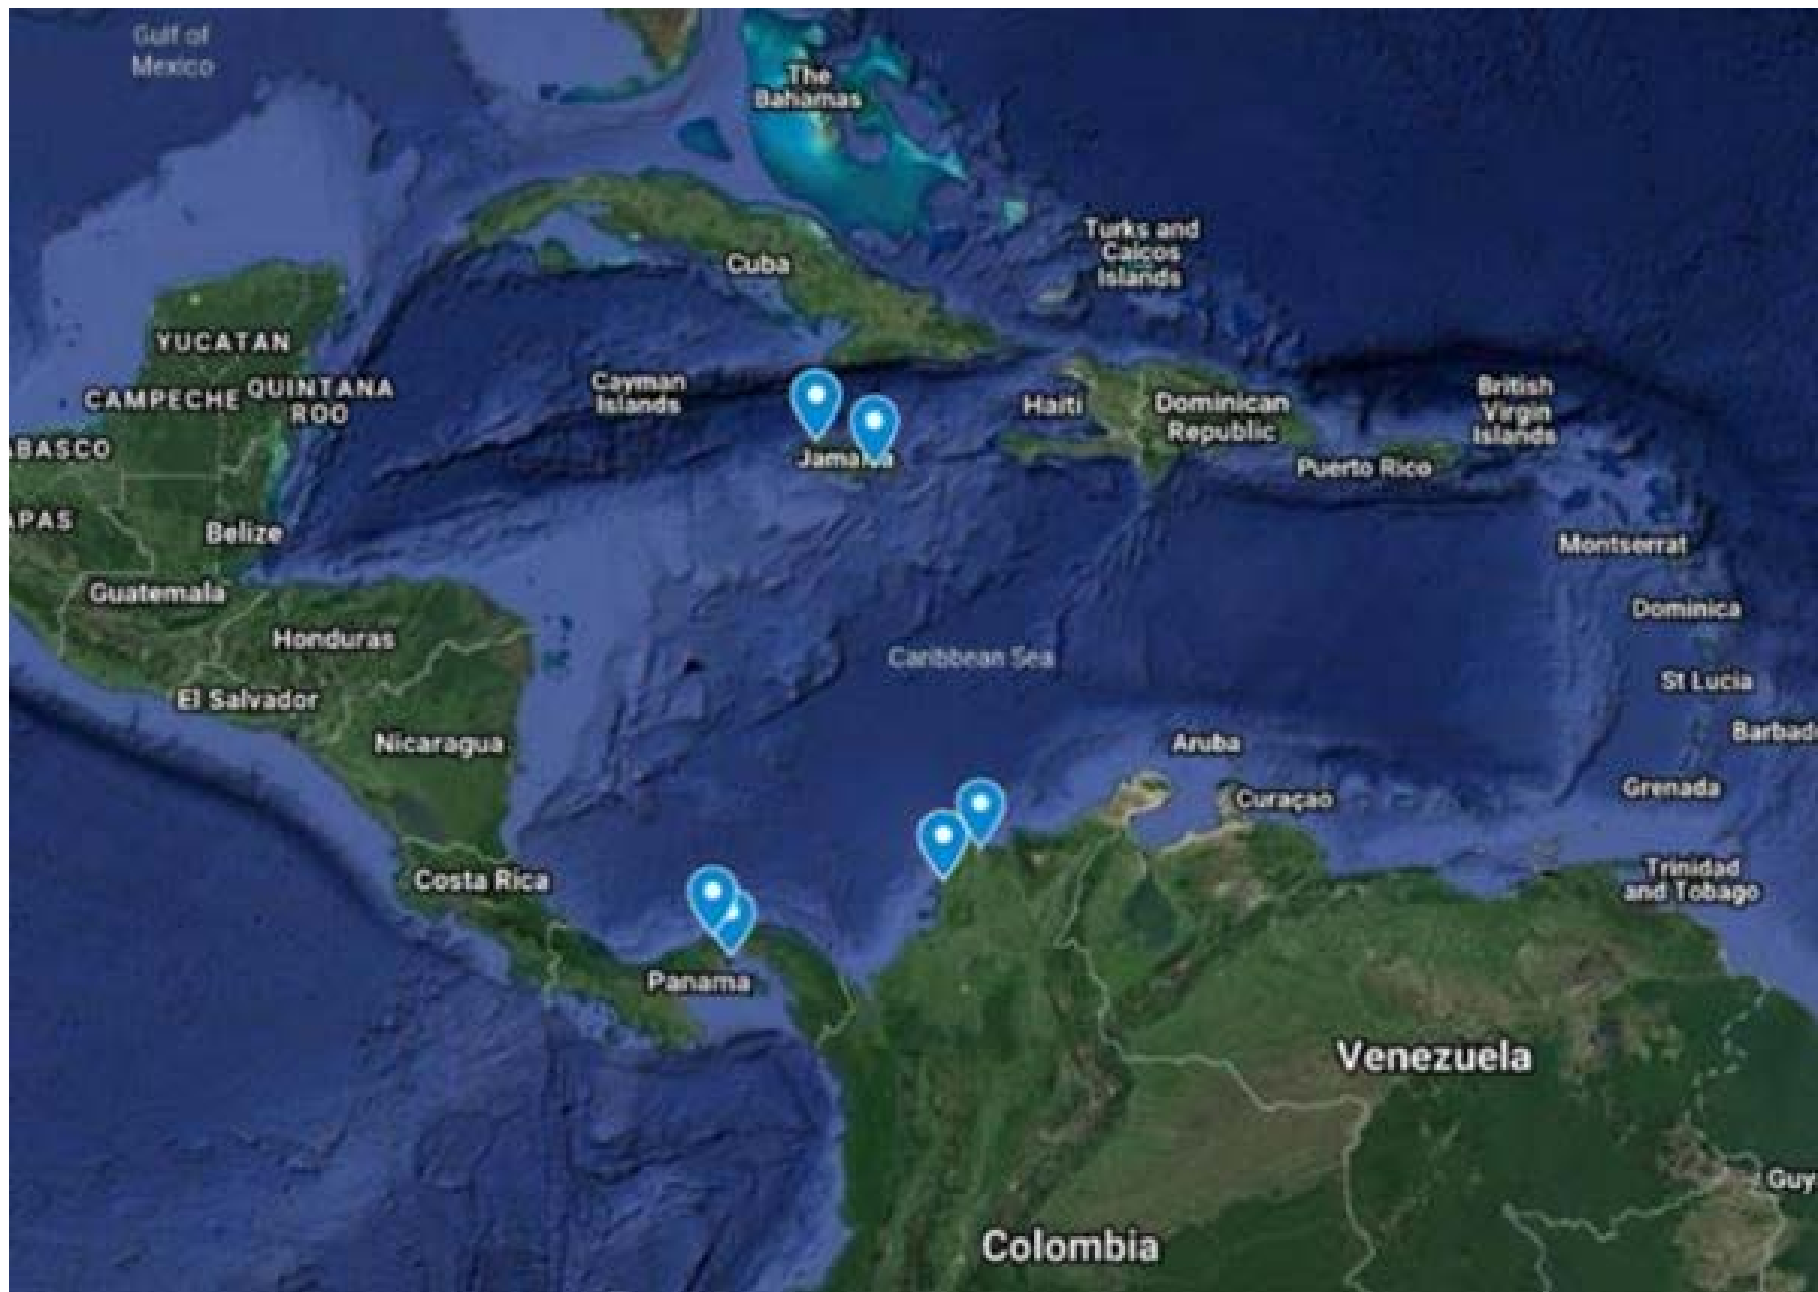 Gulf of
Mexico
The
Bahamas
Turks and
Caicos
Islands
Cuba
YUCATAN
CAMPECHE
QUINTANA
ROO
Cayman
Islands
Haiti
Dominican
Republic
British
Virgin
Islands
ABASCO
Jamaica
Puerto Rico
APAS
Belize
Montserrat
Guatemala
Dominica
Honduras
Caribbean Sea
El Salvador
St Lucia
Nicaragua
Aruba
Barbad
Curaçao
Grenada
Costa Rica
Trinidad
and Tobago
Panama
Venezuela
Guy
Colombia